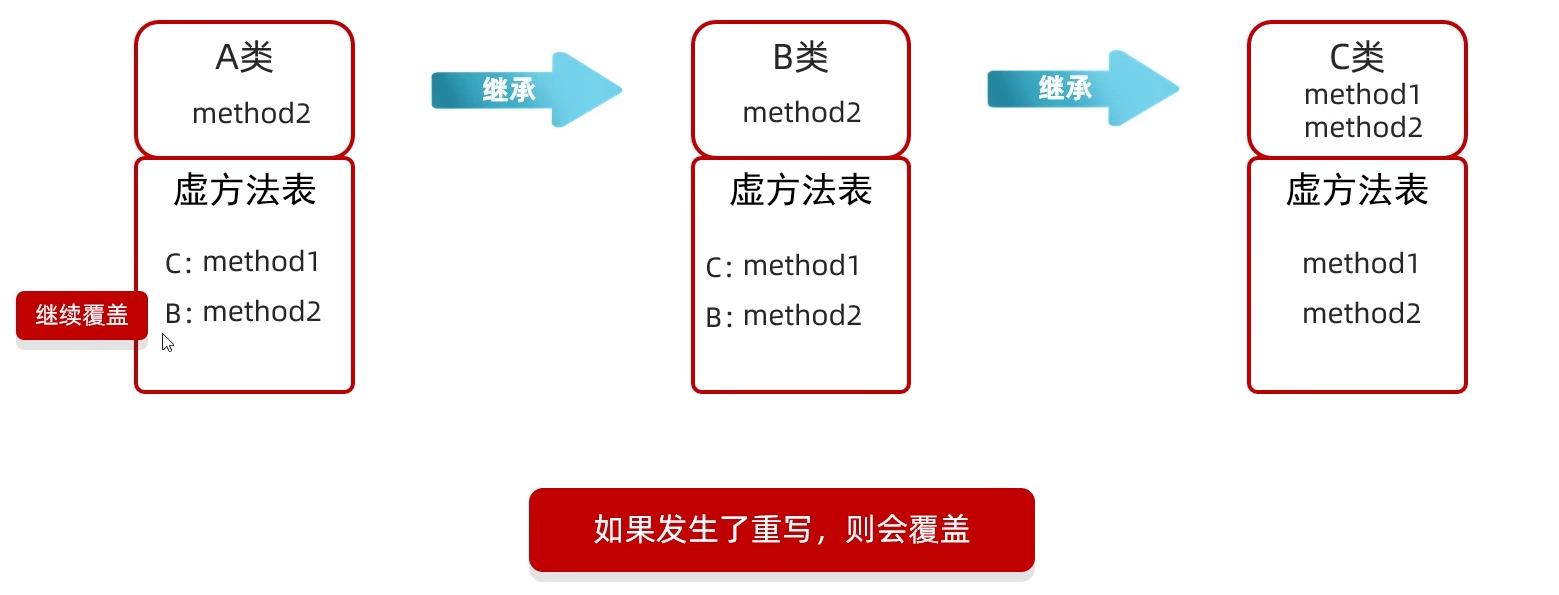 A类
method2
继承
B类
method2
继承
C类
method1
method2
虚方法表
C: method1
B: method2
继续覆盖
虚方法表
C: method1
B: method2
虚方法表
method1
method2
如果发生了重写，则会覆盖